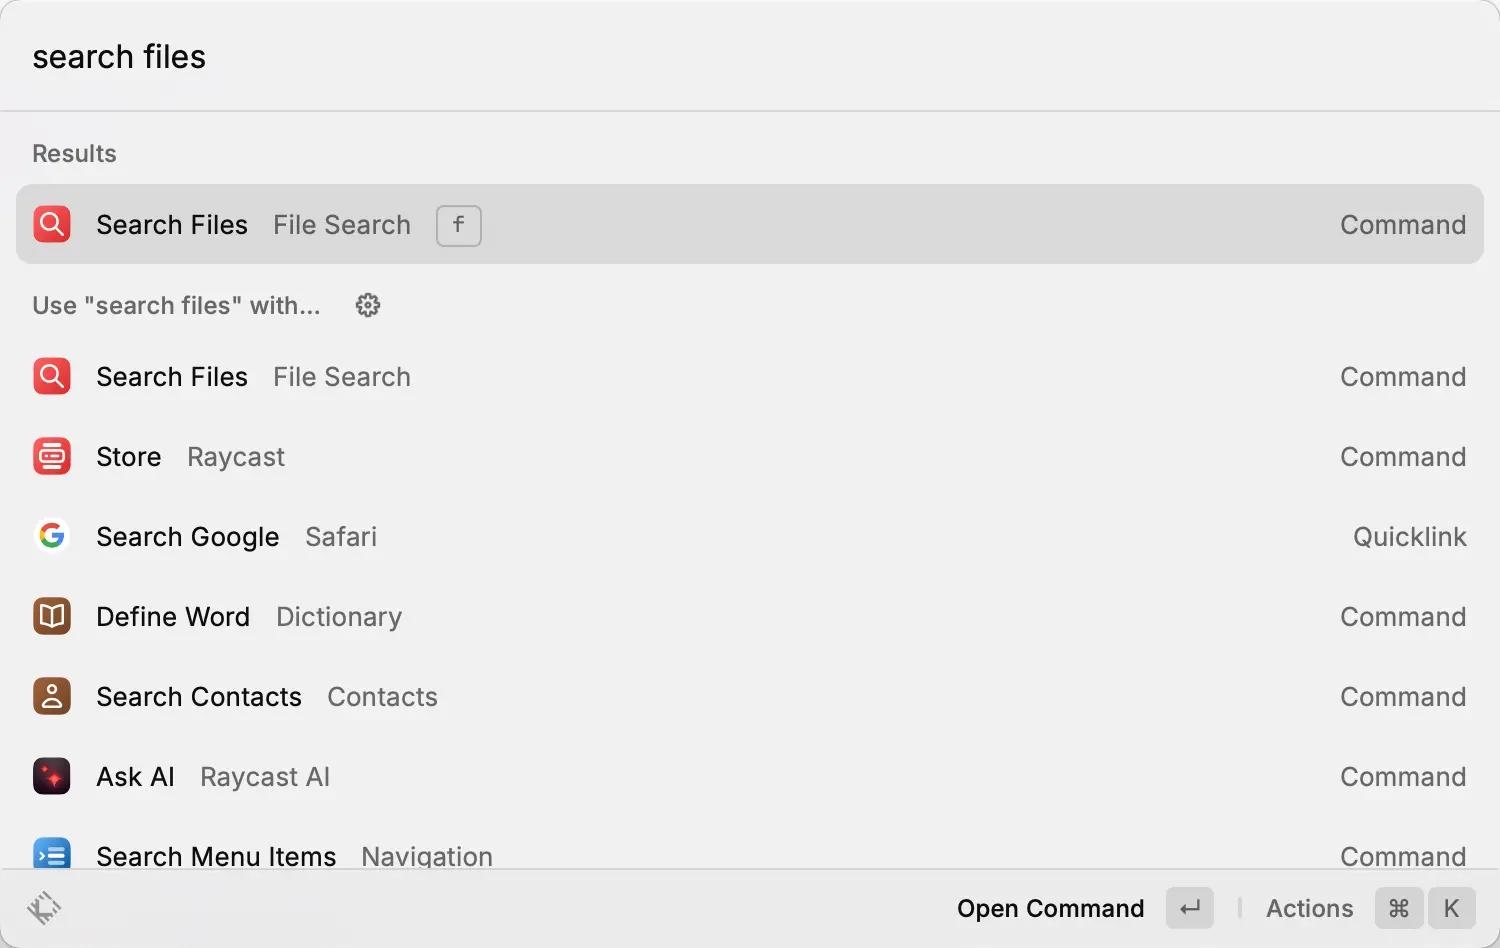 search files
Results
Search Files File Search f Command
Use "search files" with...
Search Files File Search Command
Store Raycast Command
Search Google Safari Quicklink
Define Word Dictionary Command
Search Contacts Contacts Command
Ask AI Raycast AI Command
Search Menu Items Navigation Command
Open Command ↵ Actions ⌘ K